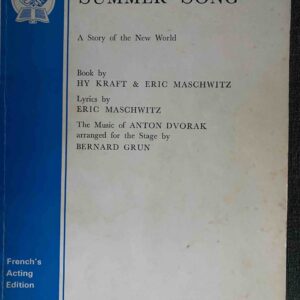 SUMMER SONG
A Story of the New World
Book by
HY KRAFT & ERIC MASCHWITZ
Lyrics by
ERIC MASCHWITZ
The Music of ANTON DVORAK
arranged for the Stage by
BERNARD GRUN
French's
Acting
Edition